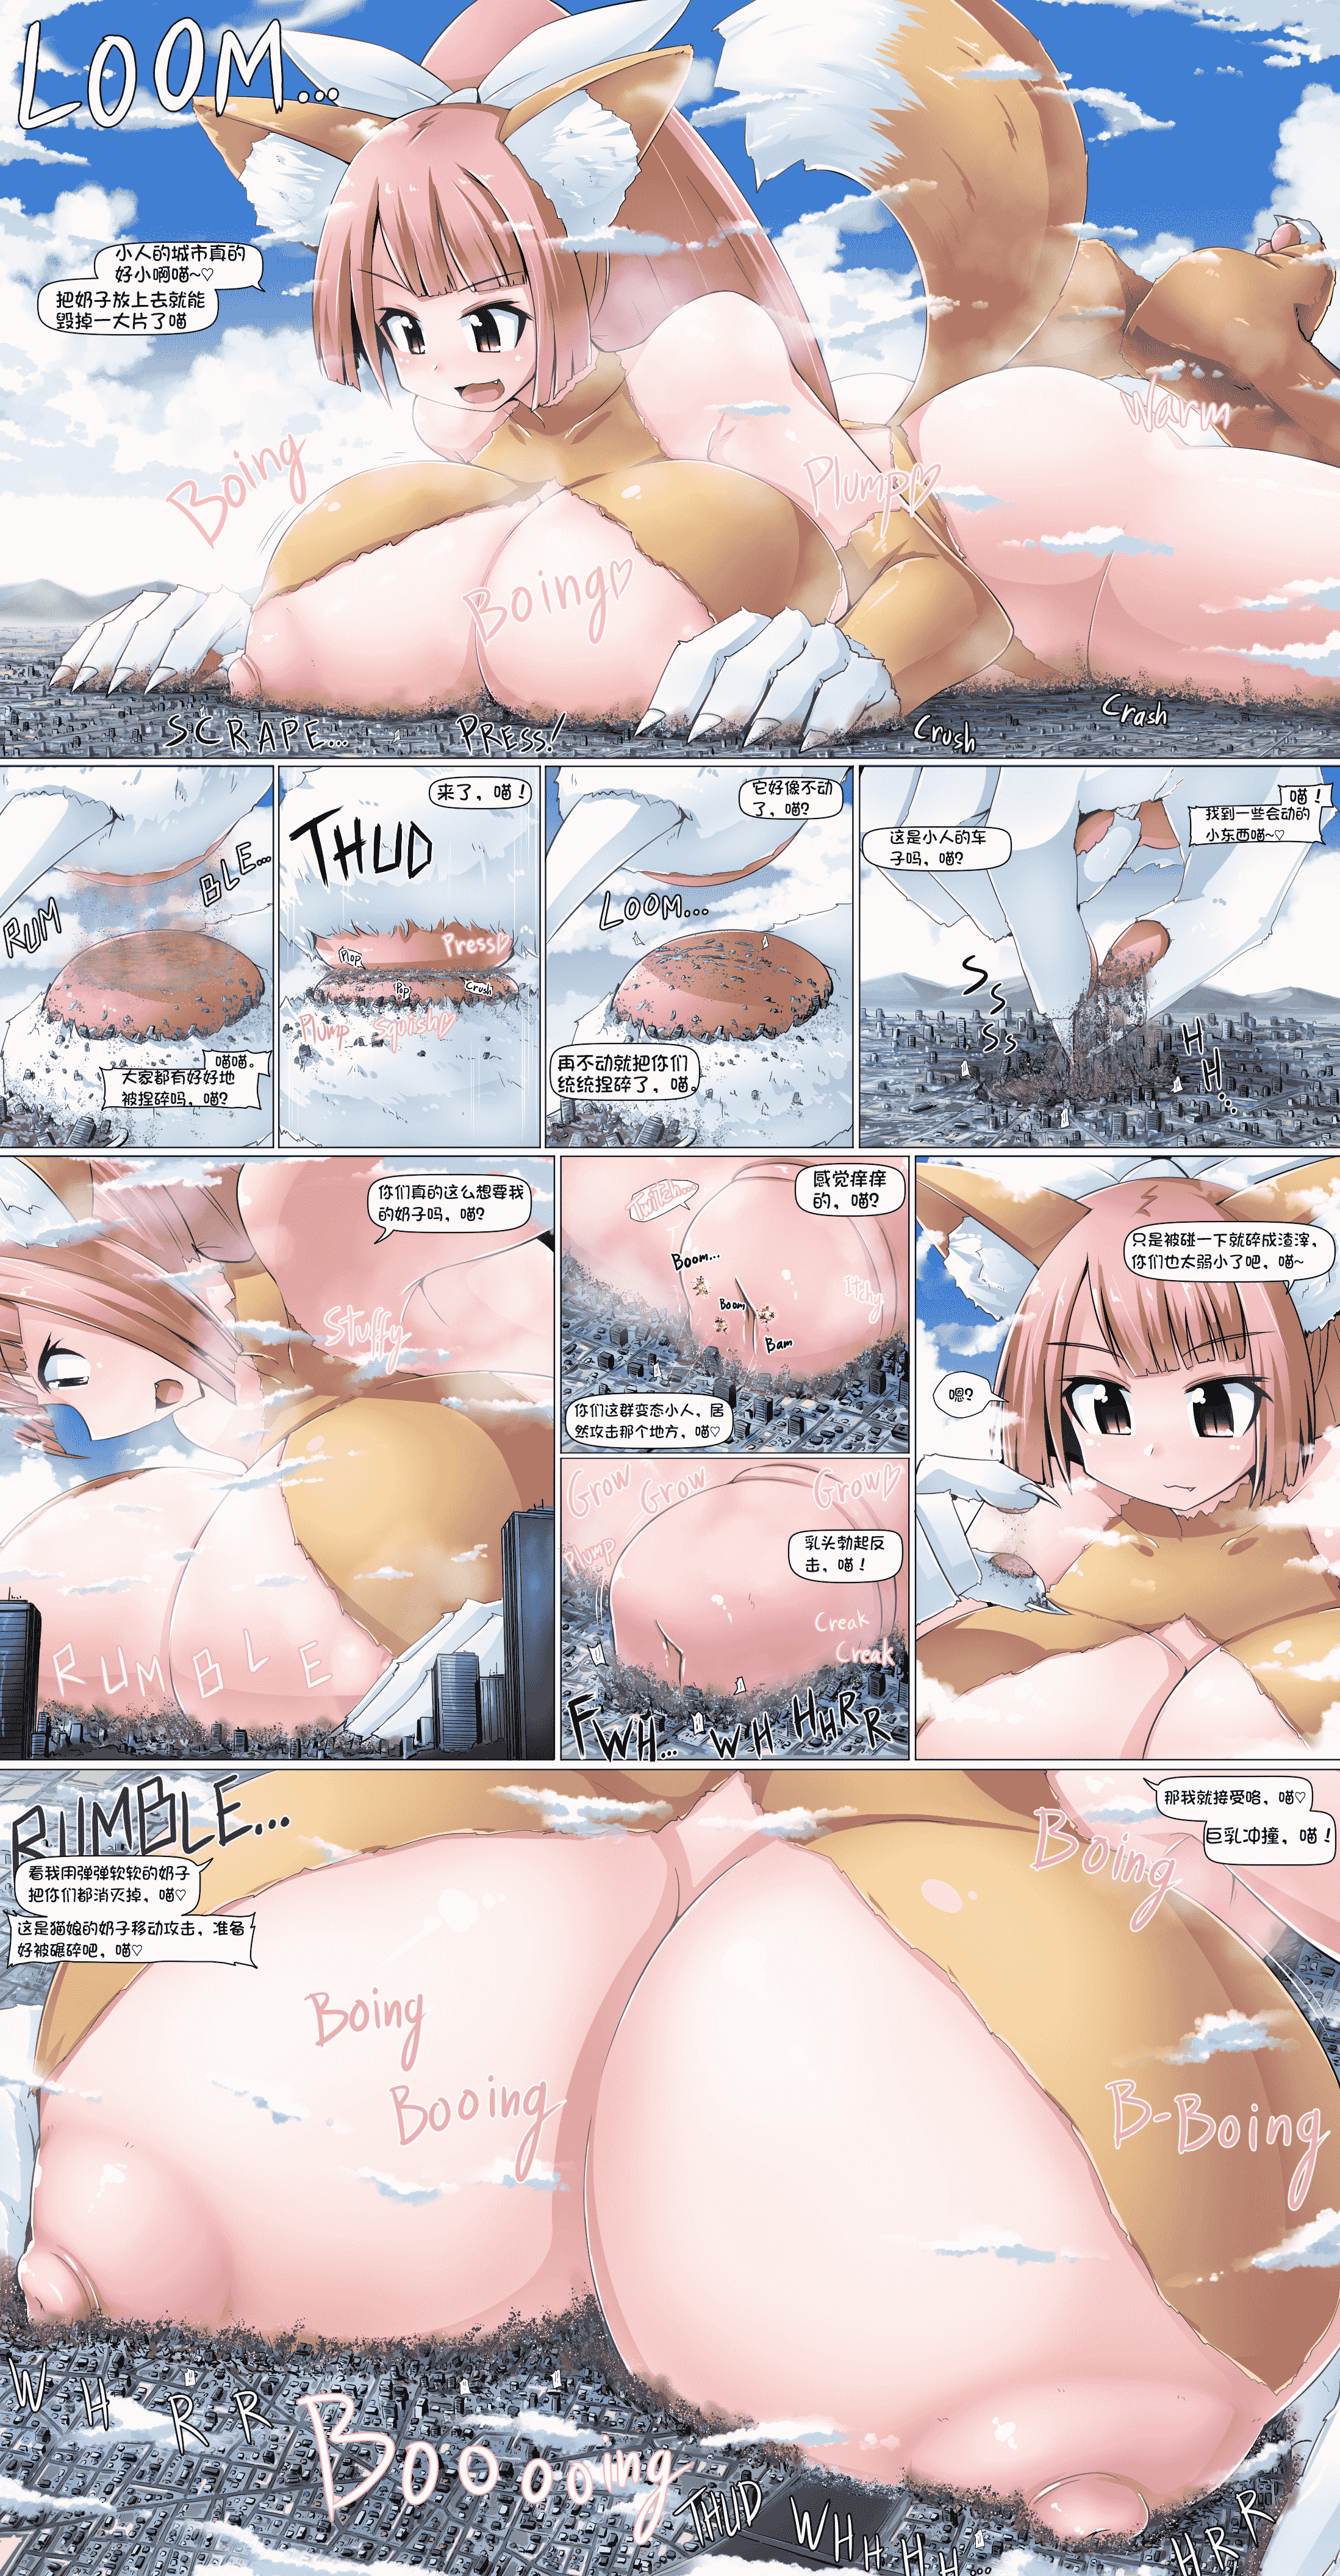 LOOM...
小人的城市真的
好小啊喵~♡
把奶子放上去就能
毁掉一大片了喵
Boing
Boing♡
Plump♡
Warm
SCRAPE...
PRESS!
Crush
Crash
RUM
BLE...
喵喵。
大家都有好好地
被捏碎吗，喵?
来了，喵！
THUD
Press♡
Plop
Pop
Crush
Plump
Squish♡
它好像不动
了，喵?
LOOM...
再不动就把你们
统统捏碎了，喵。
喵！
找到一些会动的
小东西喵~♡
这是小人的车
子吗，喵?
S
S
S
S
S
H
H...
你们真的这么想要我
的奶子吗，喵?
Stuffy
RUMBLE
感觉痒痒
的，喵?
Twitch...
Boom...
Boom
Bam
Itchy
你们这群变态小人，居
然攻击那个地方，喵♡
Grow
Grow
Grow♡
Plump
乳头勃起反
击，喵！
Creak
Creak
FWH...
WH
HHRR
只是被碰一下就碎成渣滓，
你们也太弱小了吧，喵~
嗯?
RUMBLE...
那我就接受咯，喵♡
巨乳冲撞，喵！
看我用弹弹软软的奶子
把你们都消灭掉，喵♡
这是猫娘的奶子移动攻击，准备
好被碾碎吧，喵♡
Boing
Boing
Booing
B-Boing
WHRR
Booooing
THUD
WHHHH...
HRR